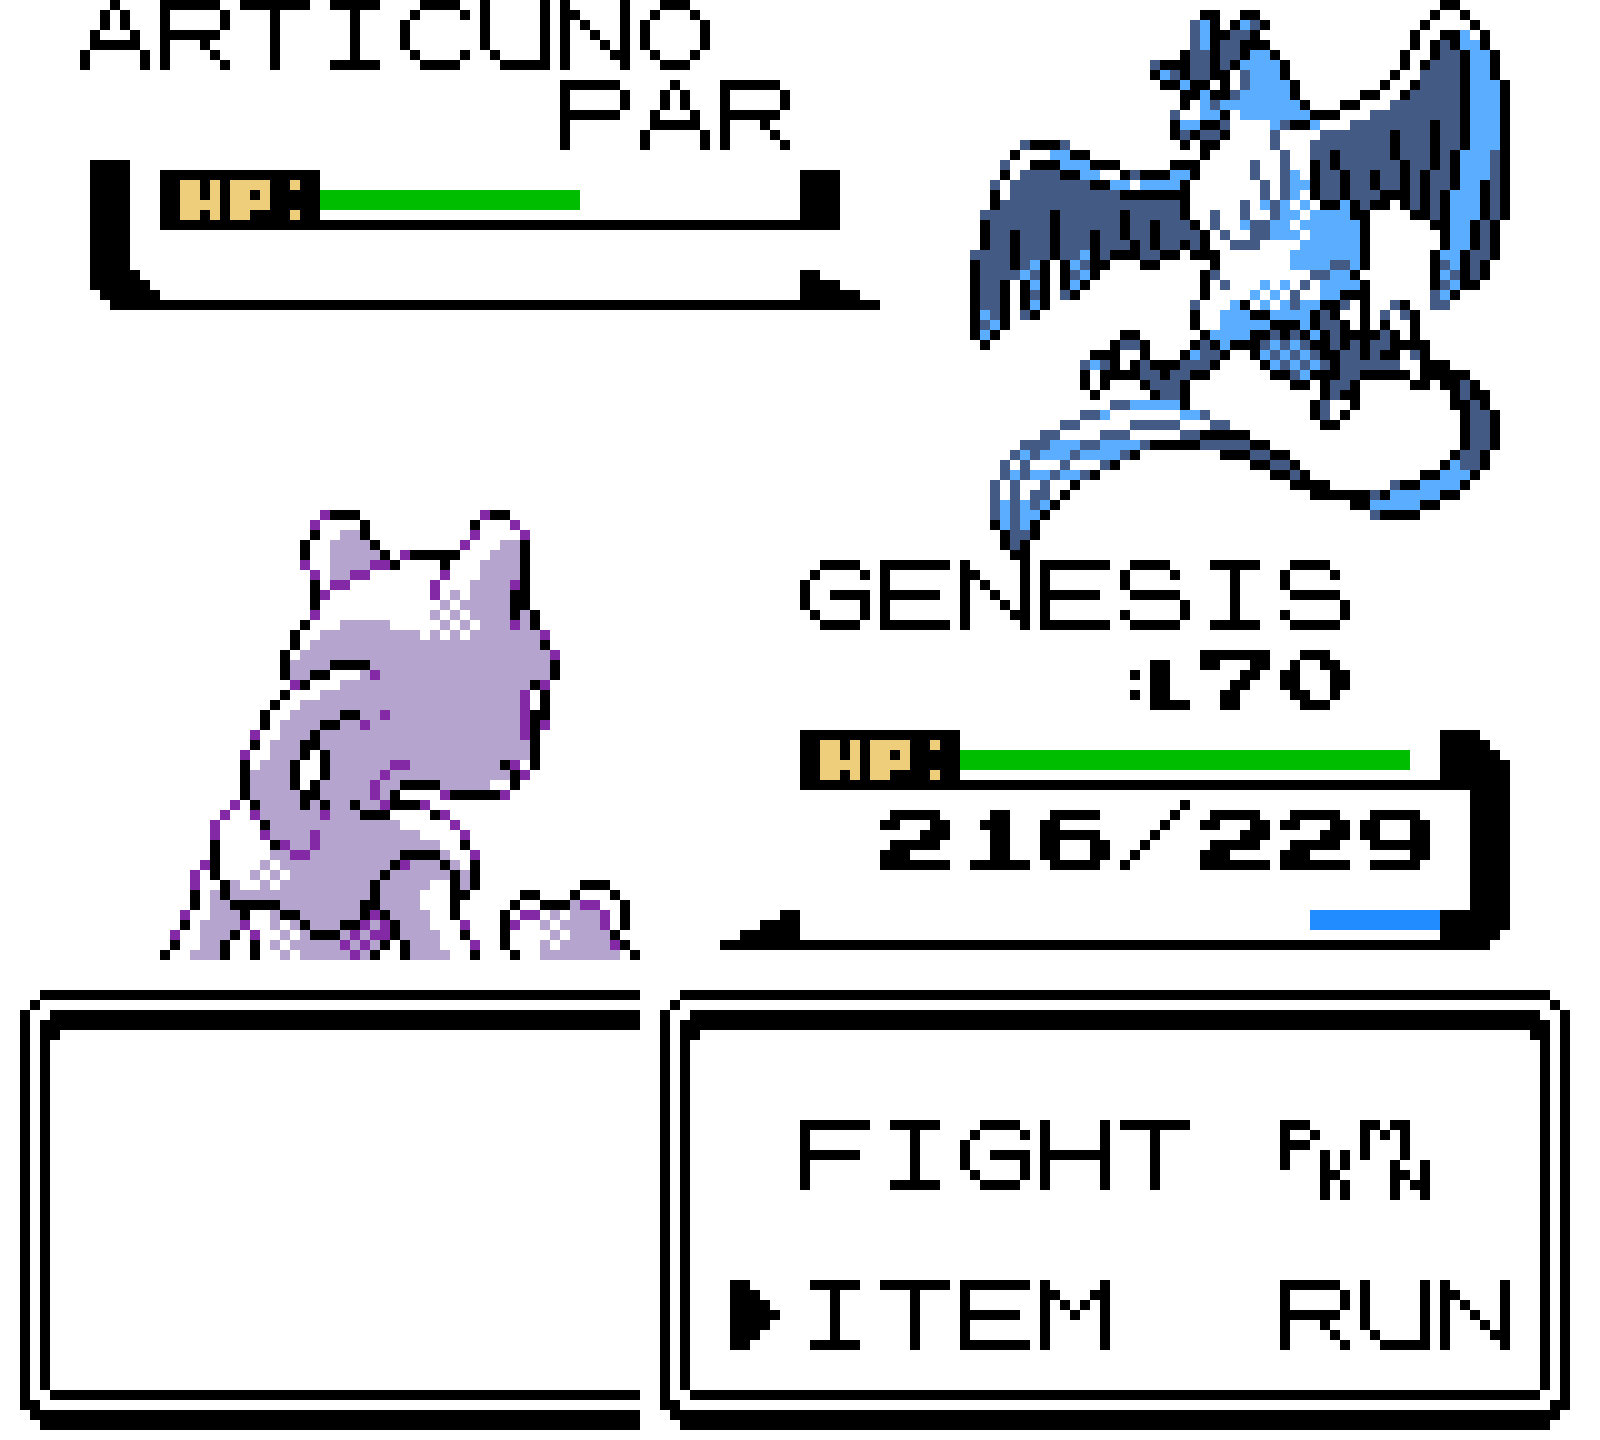 ARTICUNO
PAR
HP:
GENESIS
:L70
HP:
216/229
FIGHT PKMN
ITEM RUN